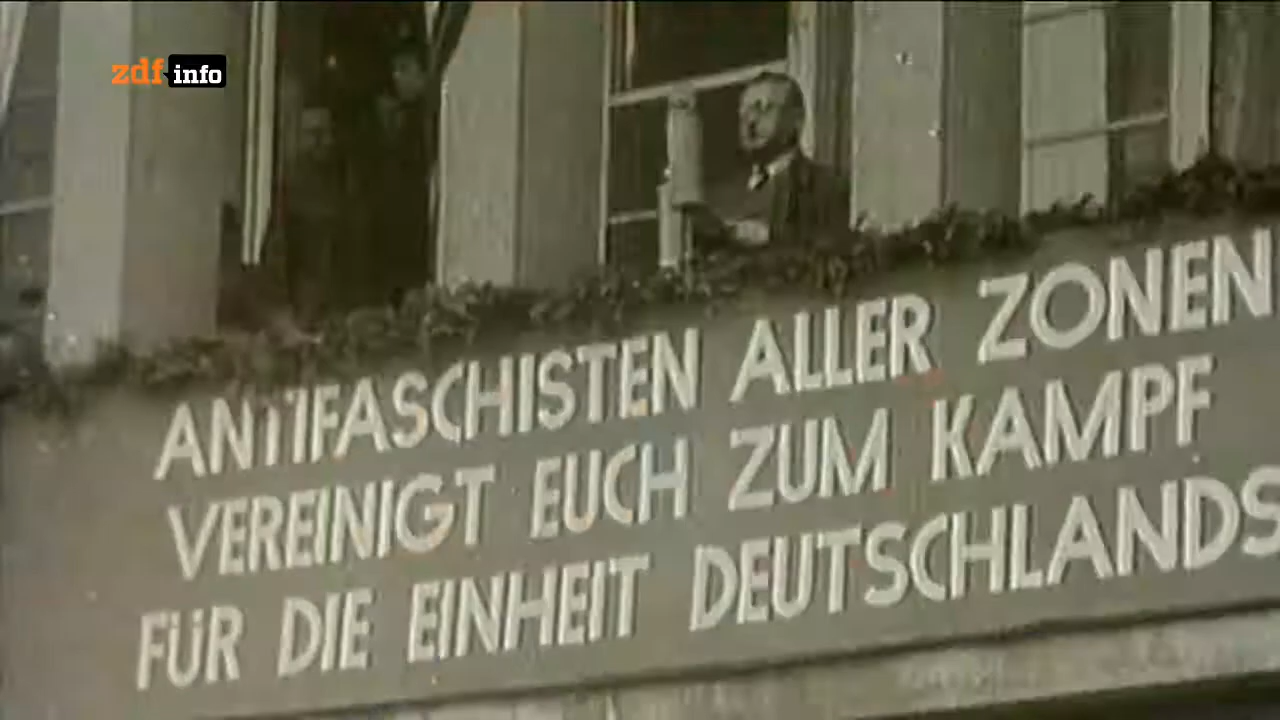 zdf info
ANTIFASCHISTEN ALLER ZONEN
VEREINIGT EUCH ZUM KAMPF
FÜR DIE EINHEIT DEUTSCHLANDS